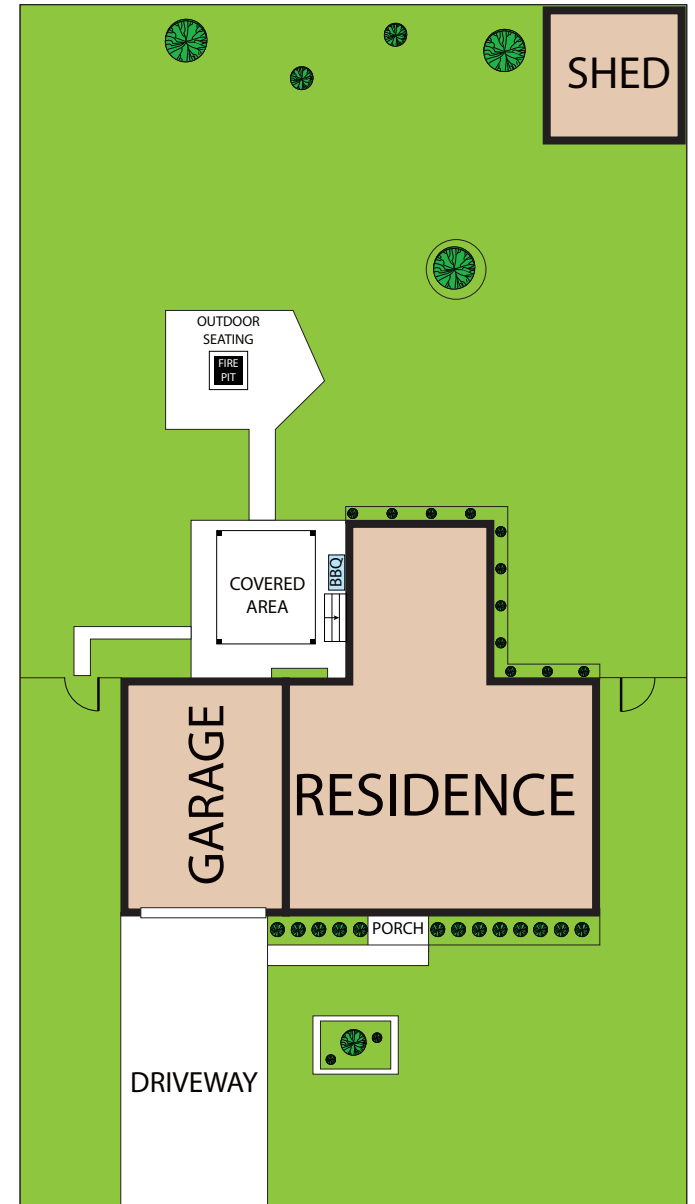 SHED
OUTDOOR
SEATING
FIRE
PIT
COVERED
AREA
BBQ
GARAGE
RESIDENCE
PORCH
DRIVEWAY